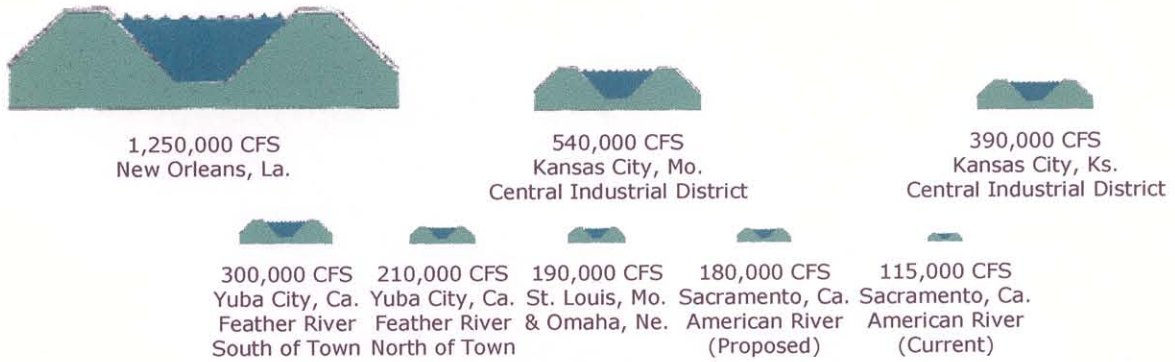 1,250,000 CFS
New Orleans, La.
540,000 CFS
Kansas City, Mo.
Central Industrial District
390,000 CFS
Kansas City, Ks.
Central Industrial District
300,000 CFS
Yuba City, Ca.
Feather River
South of Town
210,000 CFS
Yuba City, Ca.
Feather River
North of Town
190,000 CFS
St. Louis, Mo.
& Omaha, Ne.
180,000 CFS
Sacramento, Ca.
American River
(Proposed)
115,000 CFS
Sacramento, Ca.
American River
(Current)